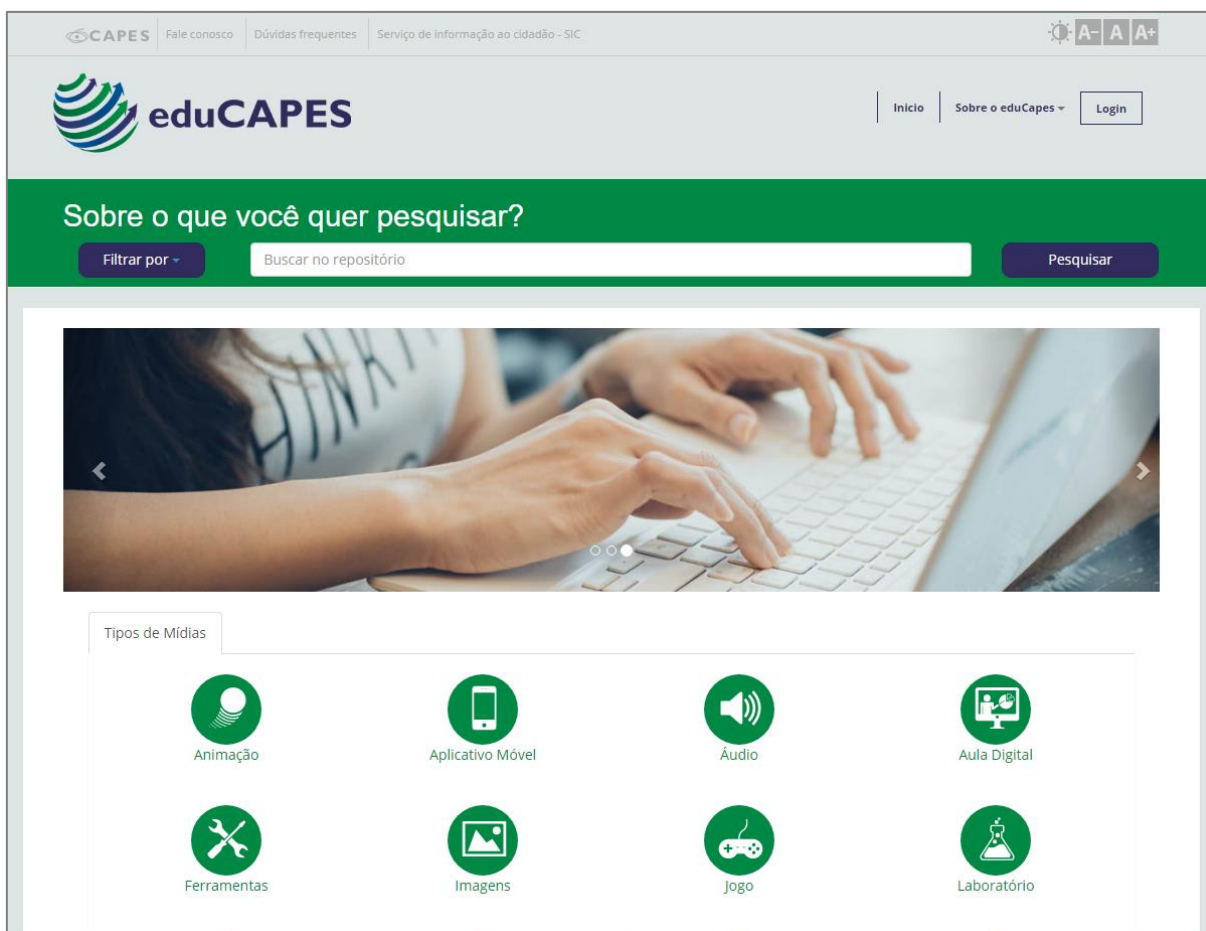 CAPES Fale conosco Dúvidas frequentes Serviço de informação ao cidadão - SIC A- A A+
eduCAPES
Inicio Sobre o eduCapes Login
Sobre o que você quer pesquisar?
Filtrar por Buscar no repositório Pesquisar
HINKI
Tipos de Mídias
Animação Aplicativo Móvel Áudio Aula Digital
Ferramentas Imagens Jogo Laboratório